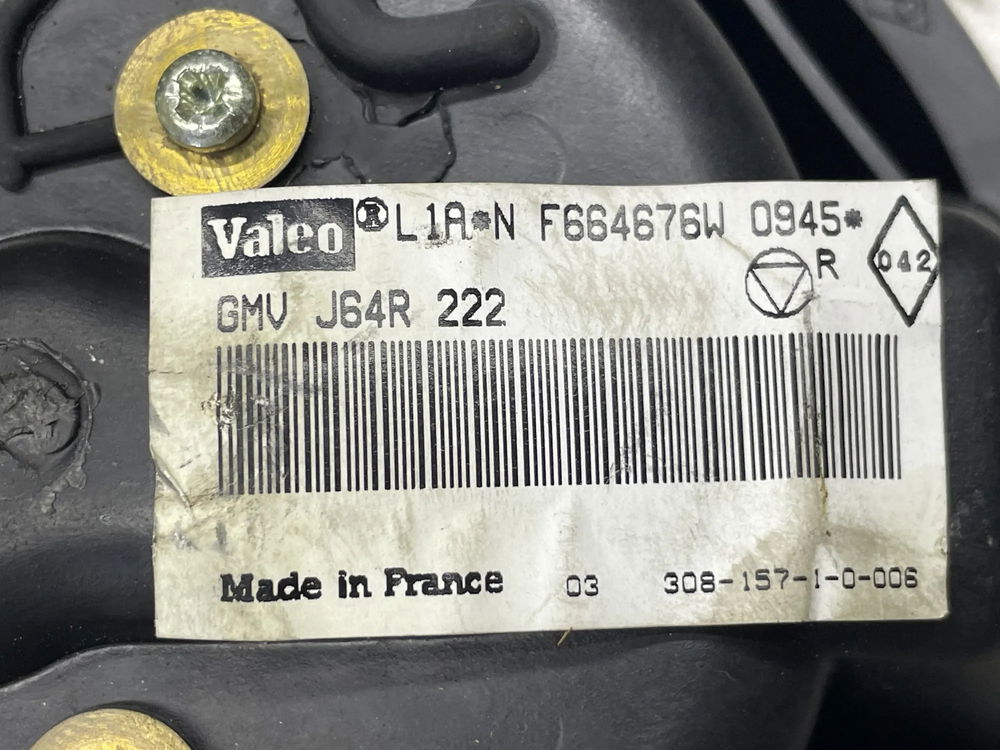 Valeo® L1A*N F664676W 0945*
R 042
GMV J64R 222
Made in France 03 308-157-1-0-006